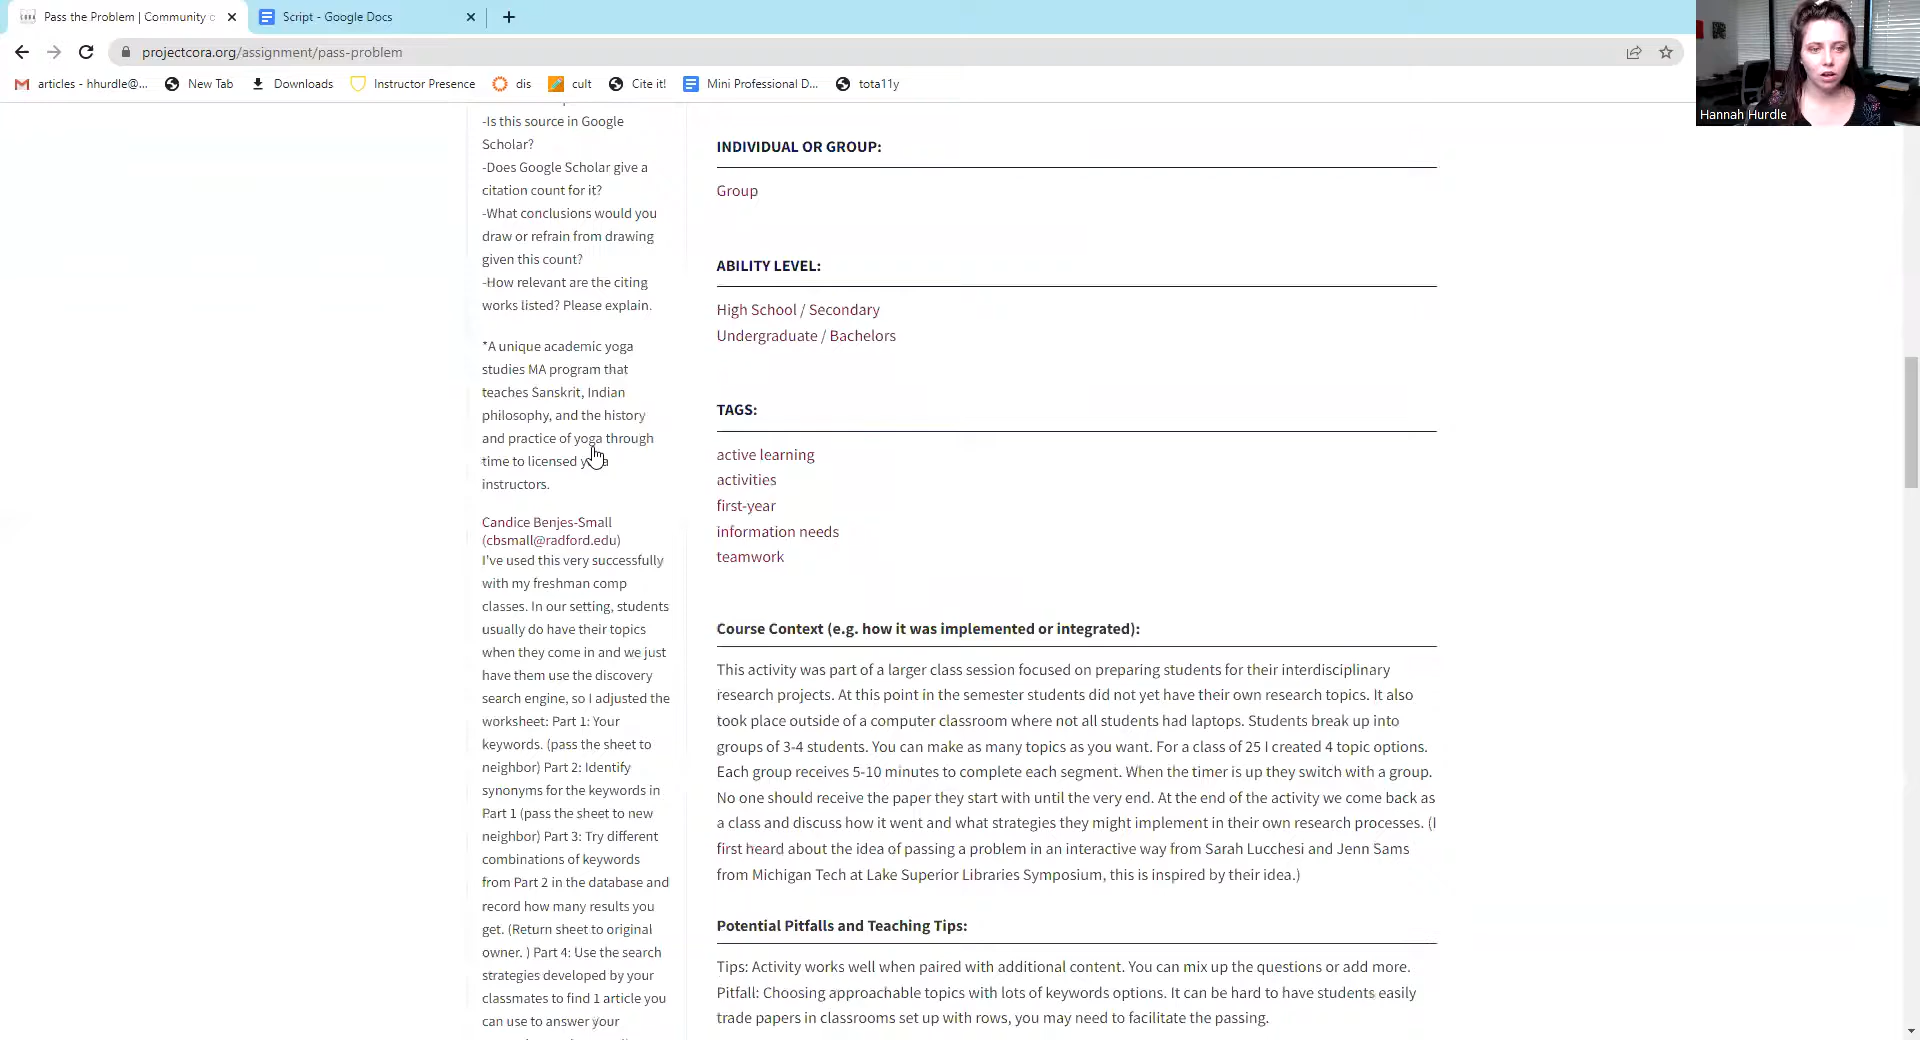 Pass the Problem | Community o
Script - Google Docs
projectcora.org/assignment/pass-problem
articles - hhurdle@...
New Tab
Downloads
Instructor Presence
dis
cult
Cite it!
Mini Professional D...
tota11y
Hannah Hurdle
-Is this source in Google
Scholar?
-Does Google Scholar give a
citation count for it?
-What conclusions would you
draw or refrain from drawing
given this count?
-How relevant are the citing
works listed? Please explain.
*A unique academic yoga
studies MA program that
teaches Sanskrit, Indian
philosophy, and the history
and practice of yoga through
time to licensed
instructors.
Candice Benjes-Small
(cbsmall@radford.edu)
I've used this very successfully
with my freshman comp
classes. In our setting, students
usually do have their topics
when they come in and we just
have them use the discovery
search engine, so I adjusted the
worksheet: Part 1: Your
keywords. (pass the sheet to
neighbor) Part 2: Identify
synonyms for the keywords in
Part 1 (pass the sheet to new
neighbor) Part 3: Try different
combinations of keywords
from Part 2 in the database and
record how many results you
get. (Return sheet to original
owner. ) Part 4: Use the search
strategies developed by your
classmates to find 1 article you
can use to answer your
INDIVIDUAL OR GROUP:
Group
ABILITY LEVEL:
High School / Secondary
Undergraduate / Bachelors
TAGS:
active learning
activities
first-year
information needs
teamwork
Course Context (e.g. how it was implemented or integrated):
This activity was part of a larger class session focused on preparing students for their interdisciplinary
research projects. At this point in the semester students did not yet have their own research topics. It also
took place outside of a computer classroom where not all students had laptops. Students break up into
groups of 3-4 students. You can make as many topics as you want. For a class of 25 I created 4 topic options.
Each group receives 5-10 minutes to complete each segment. When the timer is up they switch with a group.
No one should receive the paper they start with until the very end. At the end of the activity we come back as
a class and discuss how it went and what strategies they might implement in their own research processes. (I
first heard about the idea of passing a problem in an interactive way from Sarah Lucchesi and Jenn Sams
from Michigan Tech at Lake Superior Libraries Symposium, this is inspired by their idea.)
Potential Pitfalls and Teaching Tips:
Tips: Activity works well when paired with additional content. You can mix up the questions or add more.
Pitfall: Choosing approachable topics with lots of keywords options. It can be hard to have students easily
trade papers in classrooms set up with rows, you may need to facilitate the passing.